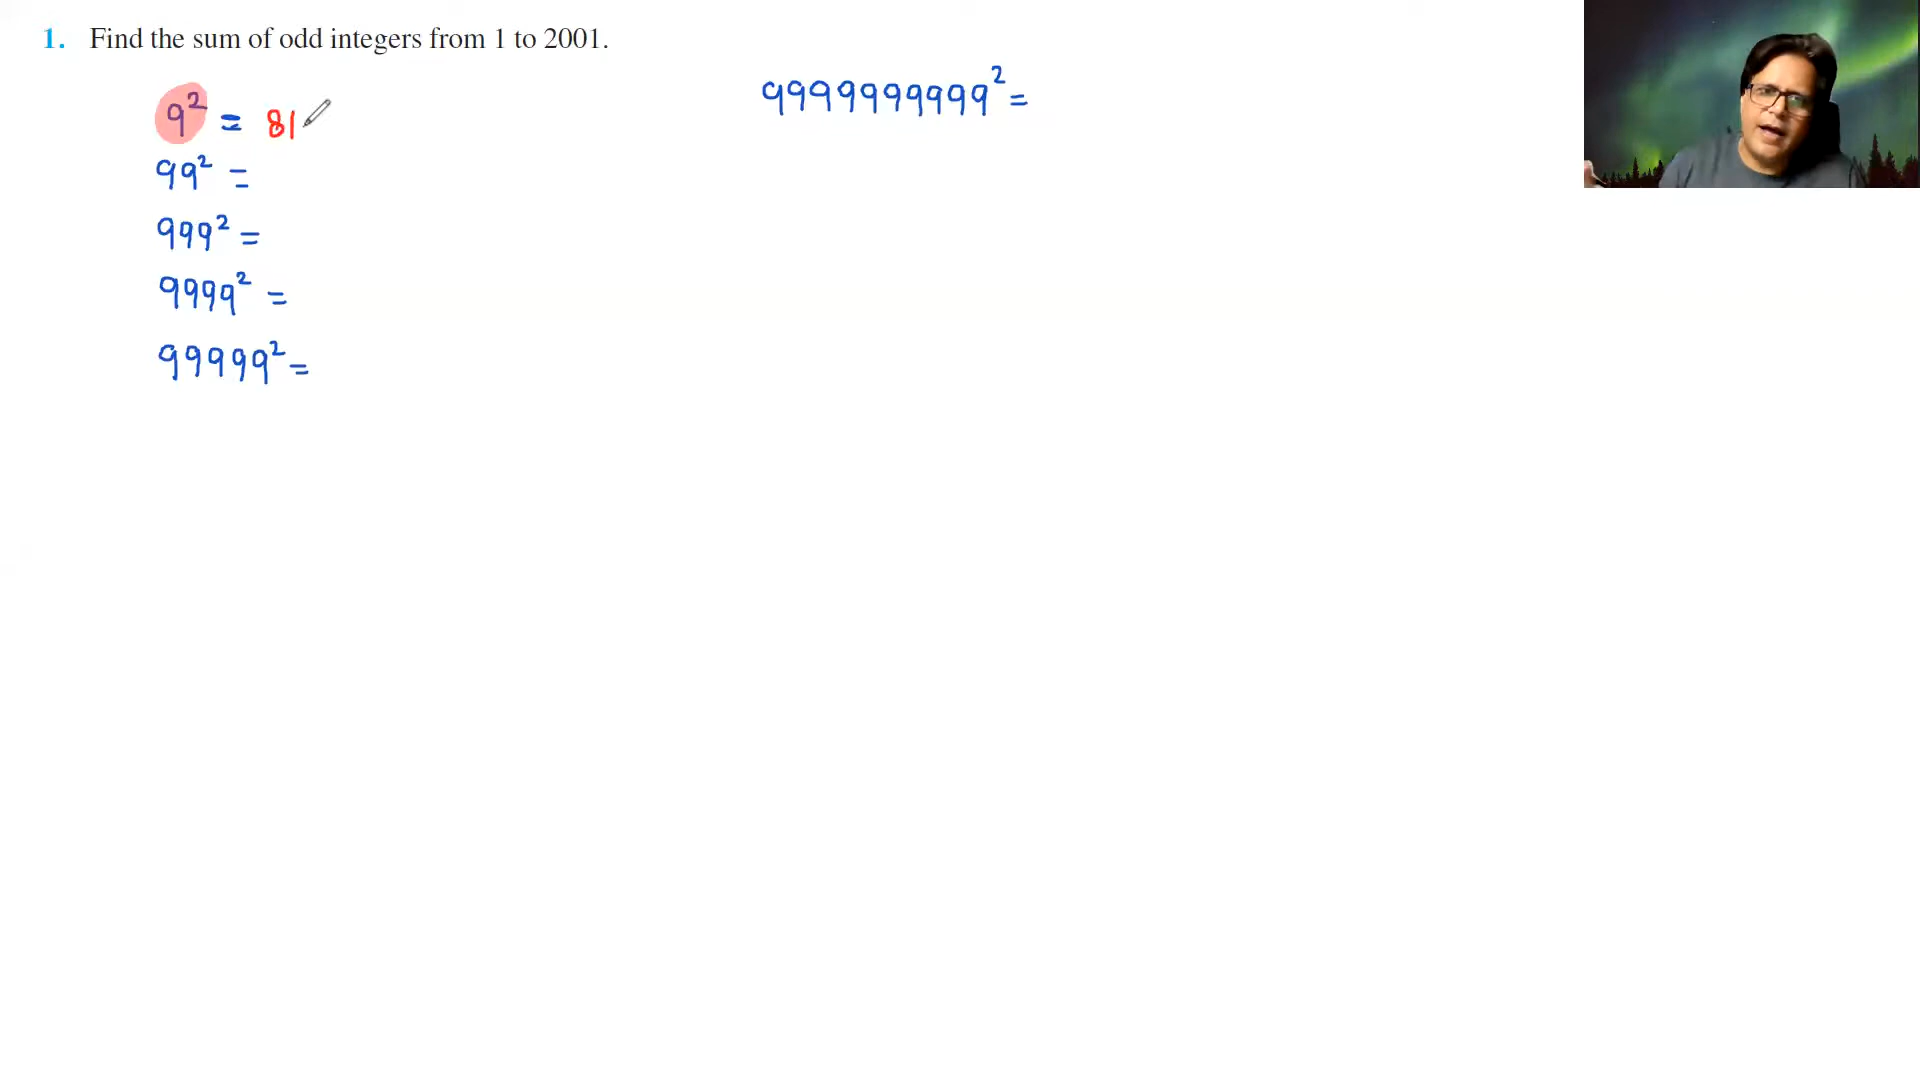 1. Find the sum of odd integers from 1 to 2001.
9² = 81
99² =
999² =
9999² =
99999² =
9999999999² =